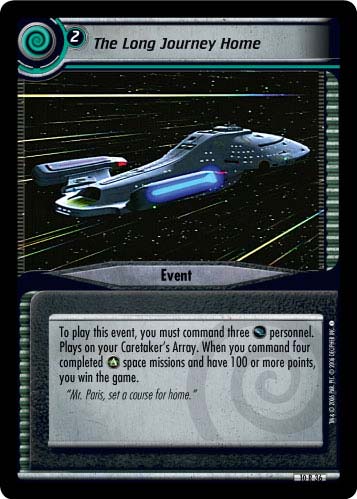 2
The Long Journey Home
Event
To play this event, you must command three personnel.
Plays on your Caretaker's Array. When you command four
completed space missions and have 100 or more points,
you win the game.
"Mr. Paris, set a course for home."
10 R 36